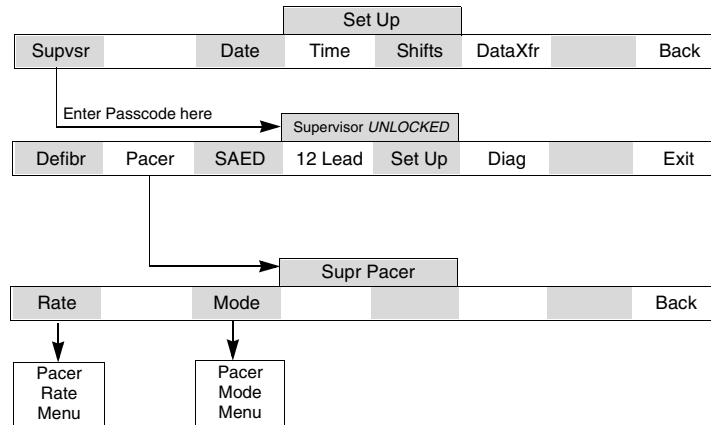 Set Up
Supvsr Date Time Shifts DataXfr Back
Enter Passcode here
Supervisor UNLOCKED
Defibr Pacer SAED 12 Lead Set Up Diag Exit
Supr Pacer
Rate Mode Back
Pacer
Rate
Menu
Pacer
Mode
Menu